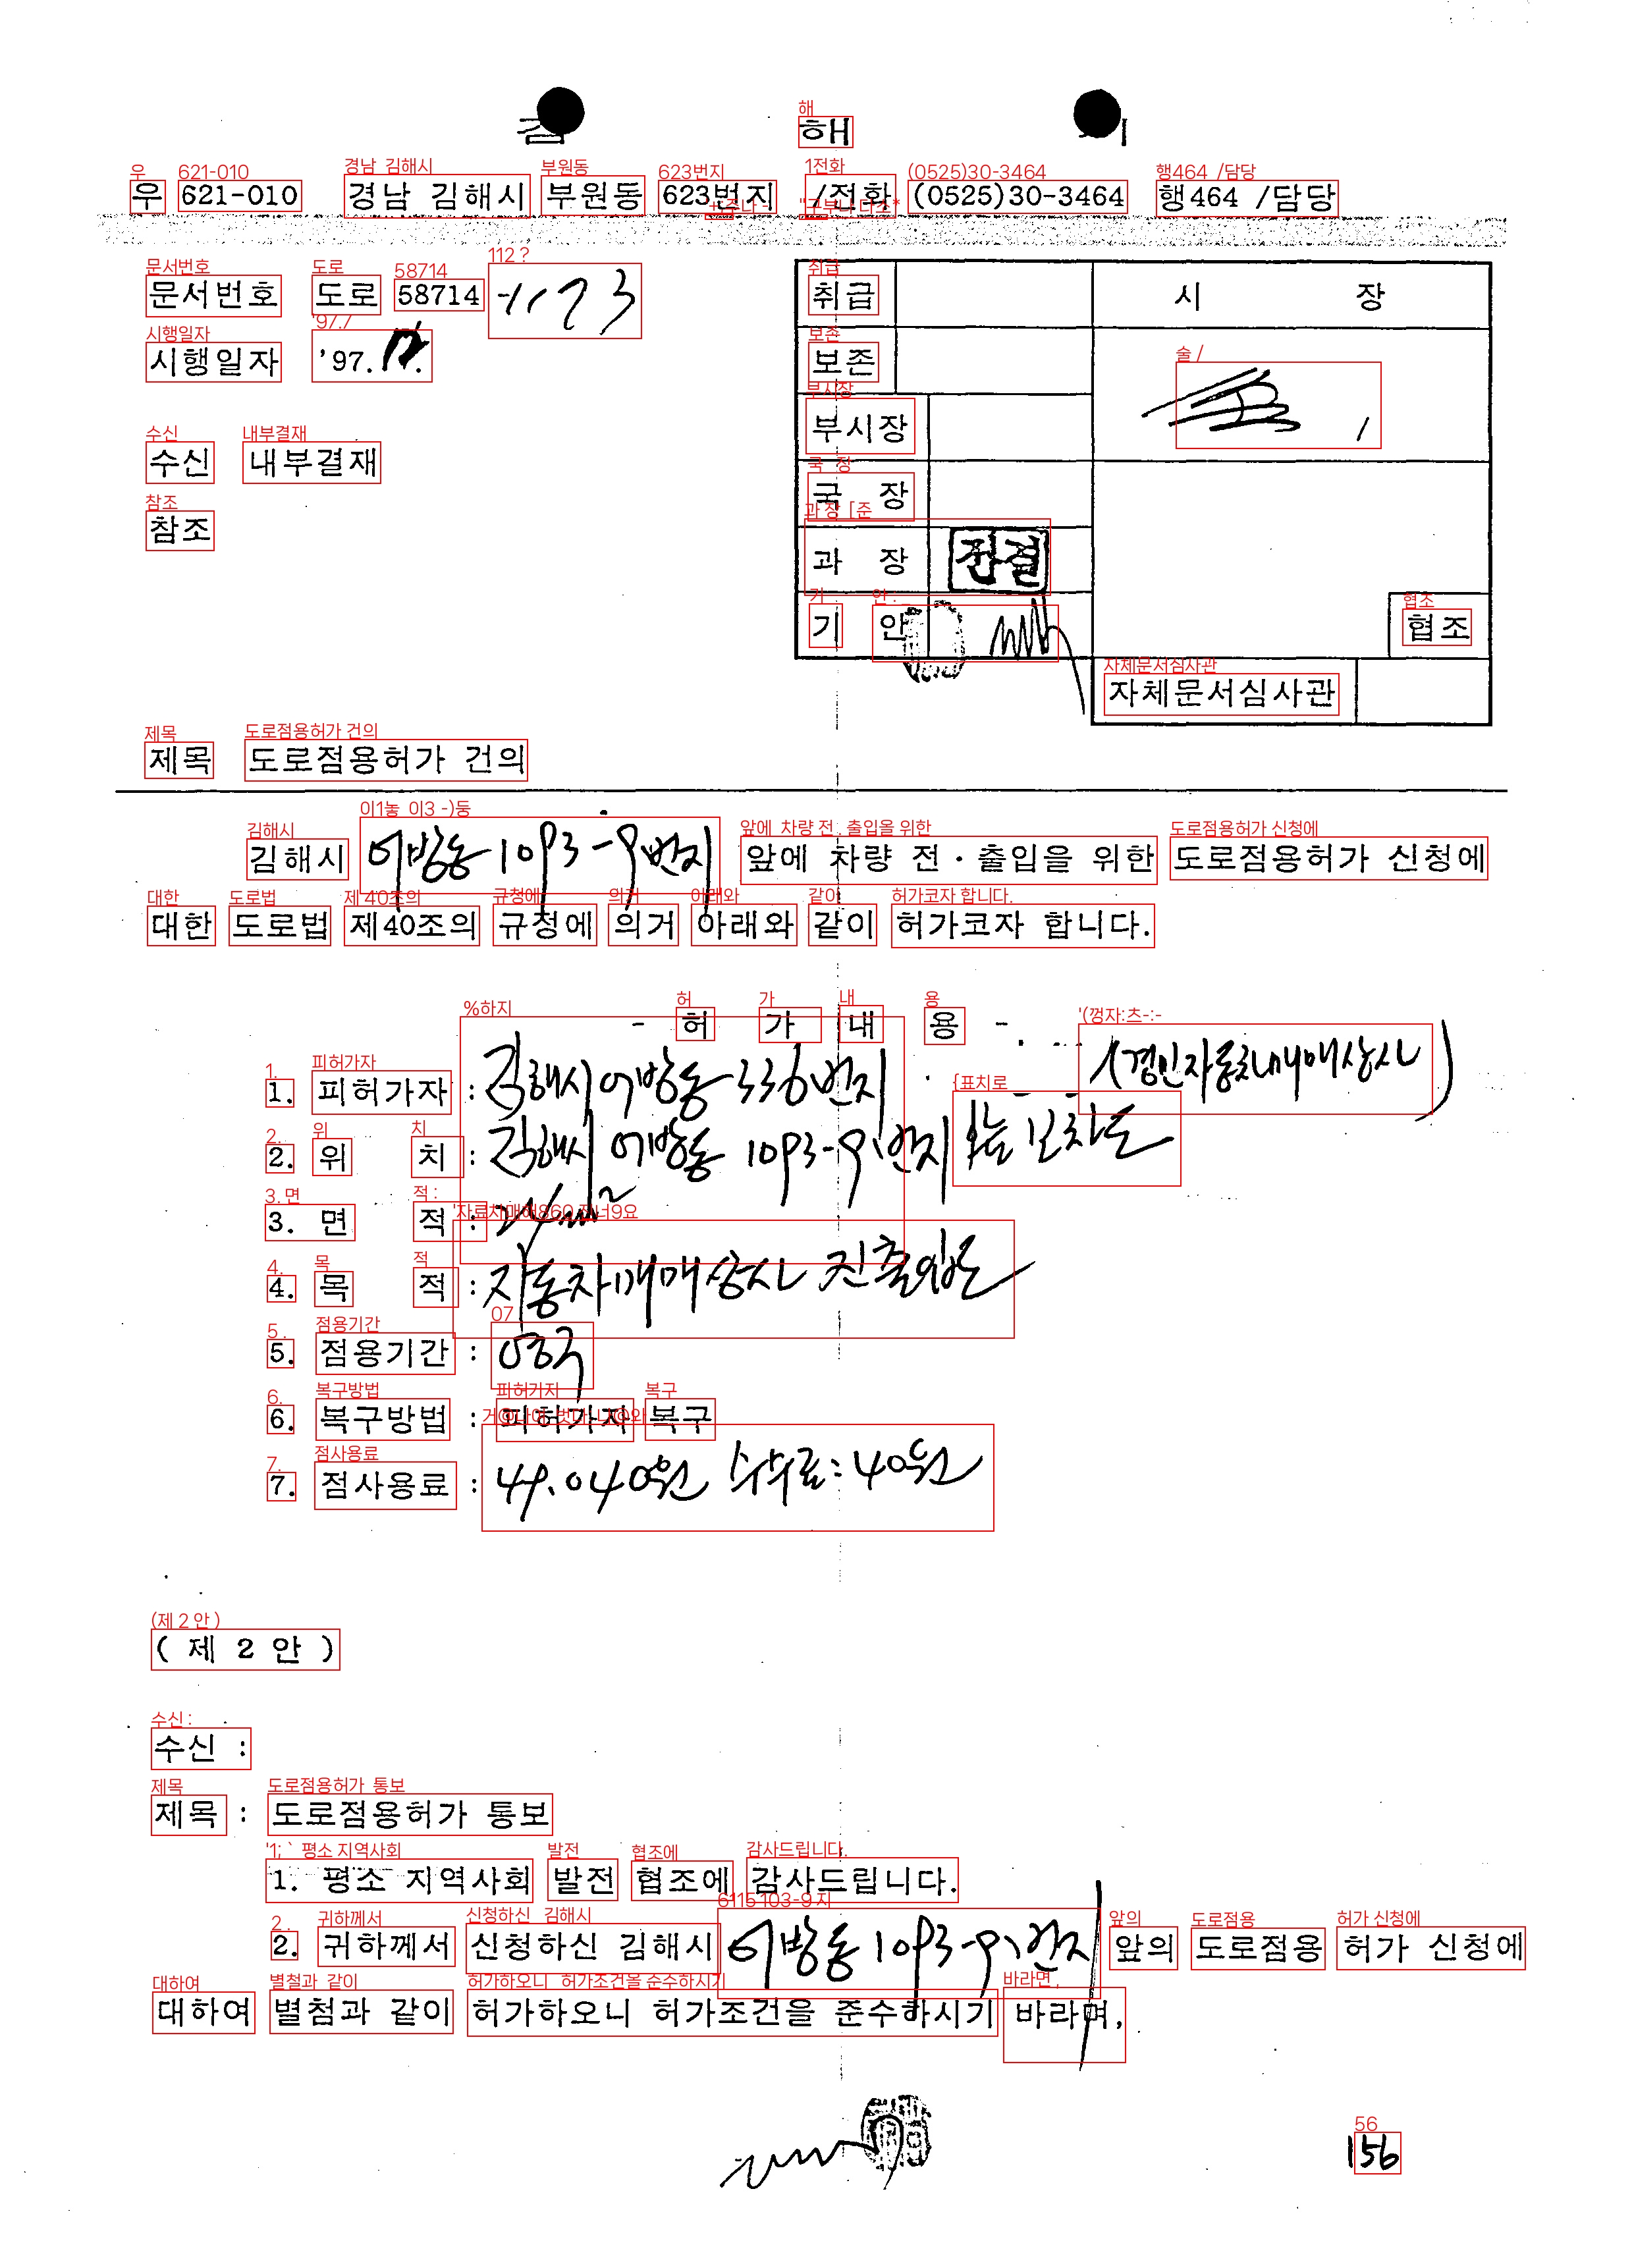 김 해 시
우 621-010 경남 김해시 부원동 623번지 /전화 (0525)30-3464 행464 /담당
문서번호 도로 58714-1173
시행일자 '97.
수신 내부결재
참조
취급 시 장
보존
부시장
국 장
과 장 전결
기 안
협조
자체문서심사관
제목 도로점용허가 건의
김해시 어방동 1093-9번지 앞에 차량 전·출입을 위한 도로점용허가 신청에
대한 도로법 제40조의 규정에 의거 아래와 같이 허가코자 합니다.
- 허 가 내 용 -
1. 피허가자 : 김해시 어방동 336번지 (경민자동차매매상사)
2. 위 치 : 김해시 어방동 1093-9번지
3. 면 적 : 24m²
4. 목 적 : 자동차매매상사 진출입로
5. 점용기간 : 영구
6. 복구방법 : 피허가자 복구
7. 점사용료 : 49.040원 수수료:400원
( 제 2 안 )
수신 :
제목 : 도로점용허가 통보
1. 평소 지역사회 발전 협조에 감사드립니다.
2. 귀하께서 신청하신 김해시 어방동 1093-9번지 앞의 도로점용 허가 신청에
대하여 별첨과 같이 허가하오니 허가조건을 준수하시기 바라며,
156